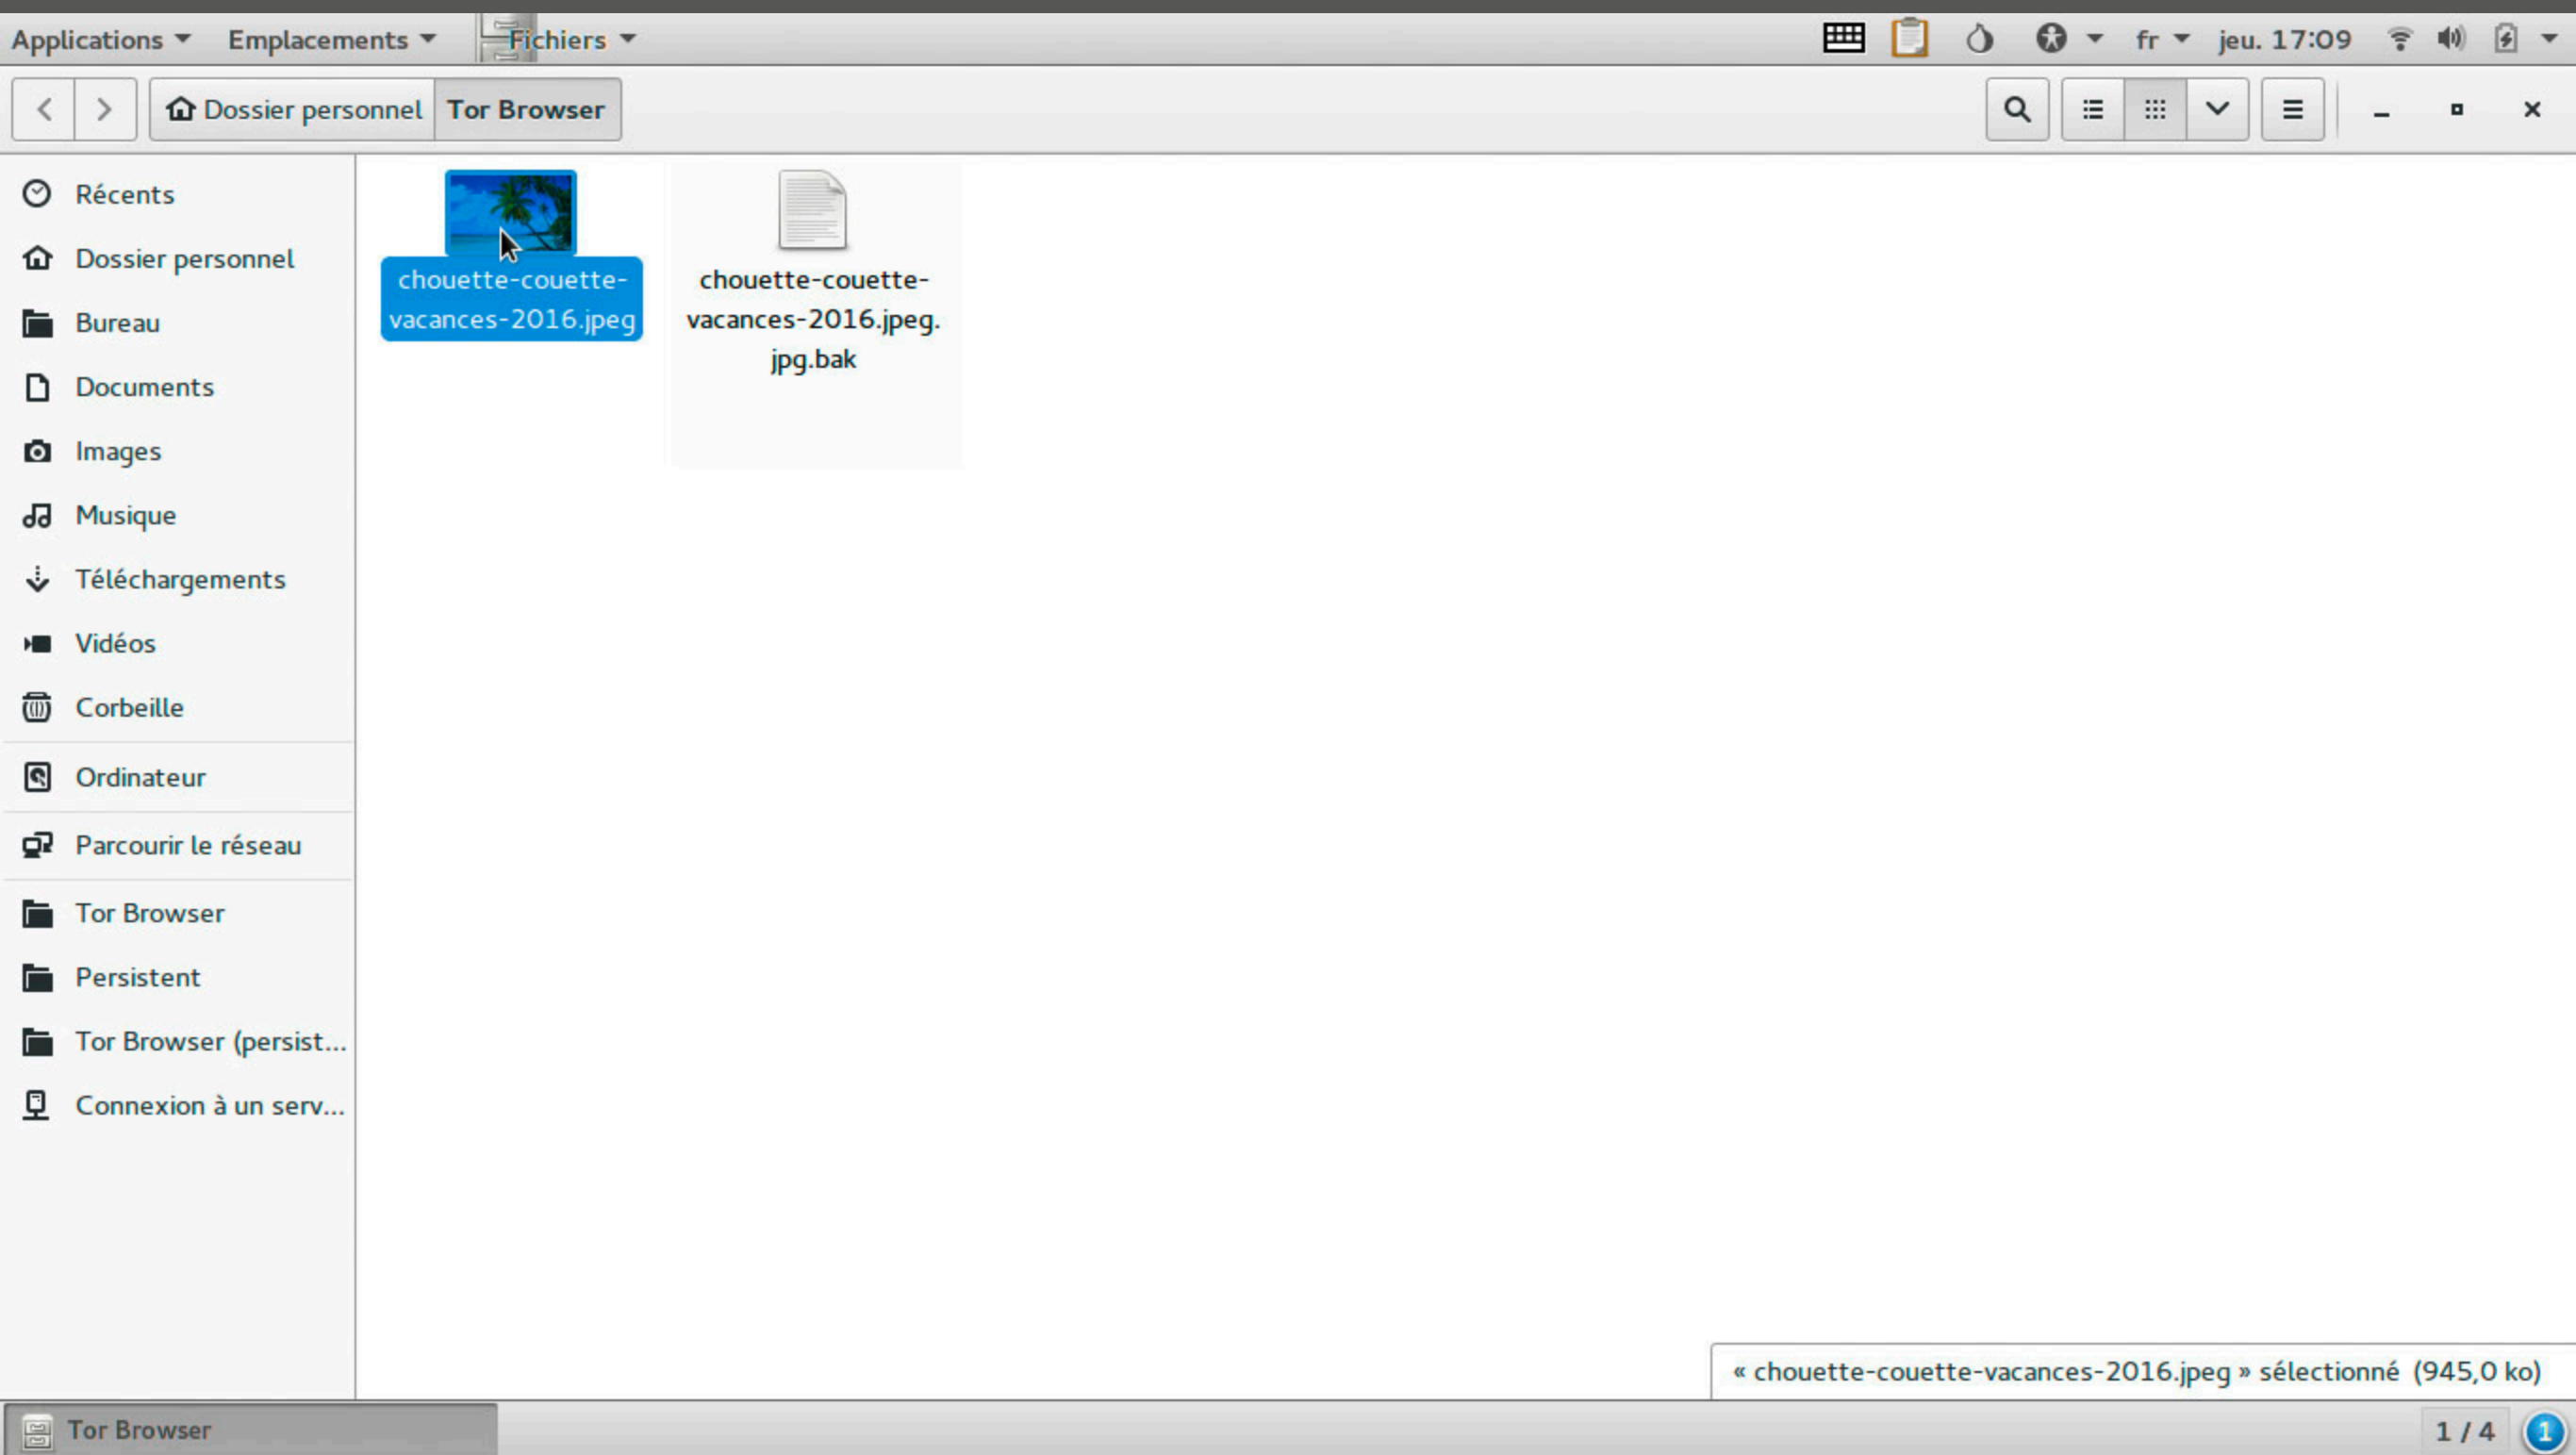 Applications Emplacements Fichiers fr jeu. 17:09
Dossier personnel Tor Browser
Récents
Dossier personnel
Bureau
Documents
Images
Musique
Téléchargements
Vidéos
Corbeille
Ordinateur
Parcourir le réseau
Tor Browser
Persistent
Tor Browser (persist...
Connexion à un serv...
chouette-couette-
vacances-2016.jpeg
chouette-couette-
vacances-2016.jpeg.
jpg.bak
« chouette-couette-vacances-2016.jpeg » sélectionné (945,0 ko)
Tor Browser 1 / 4 1